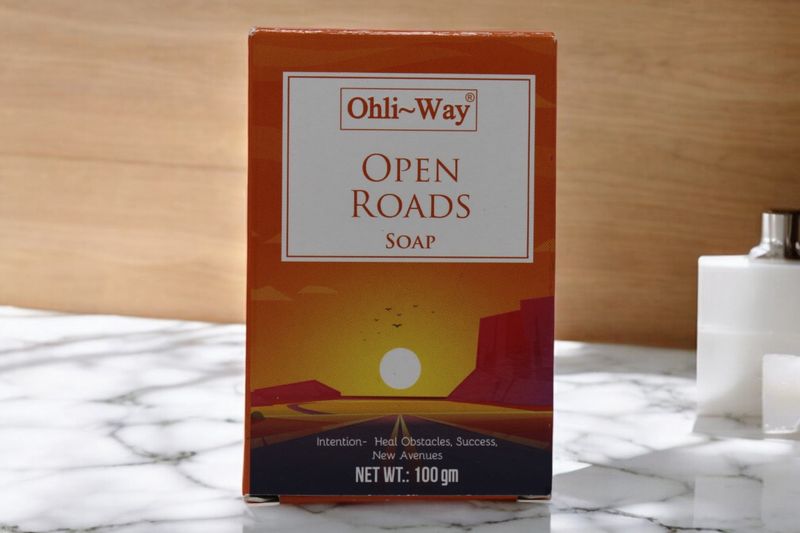 Ohli~Way®
OPEN
ROADS
SOAP
Intention- Heal Obstacles, Success,
New Avenues
NET WT.: 100 gm